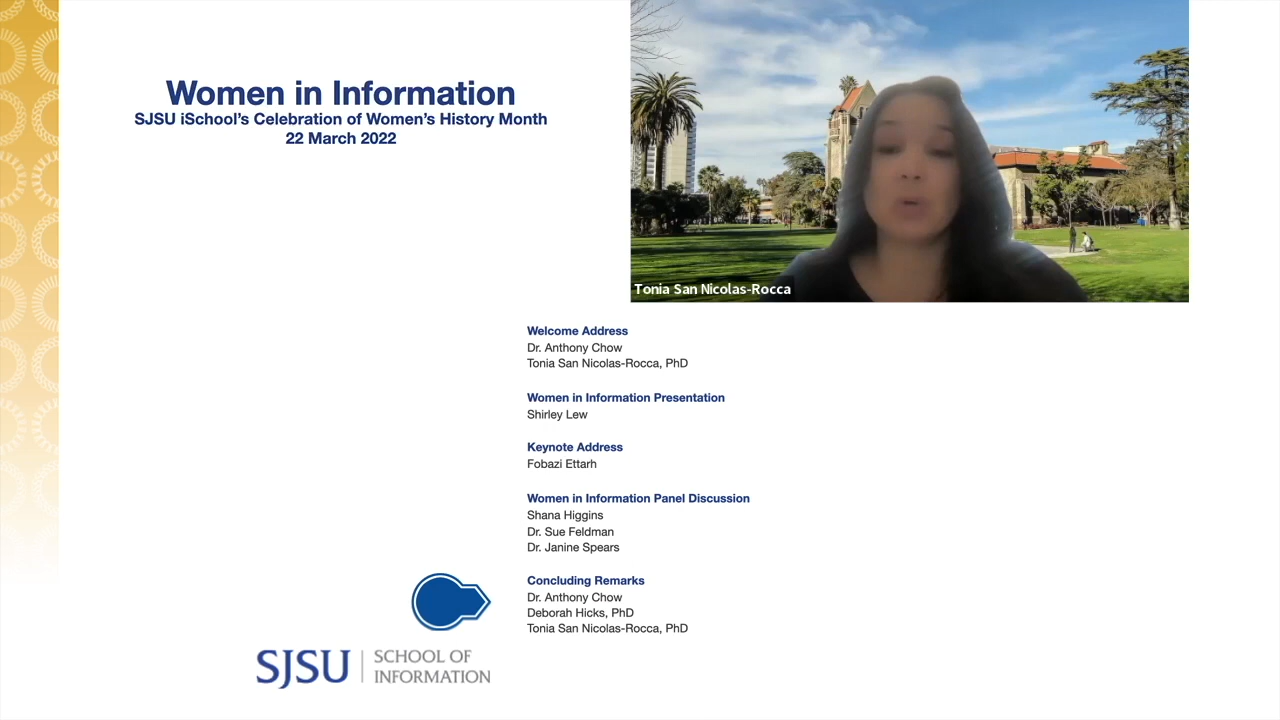 Women in Information
SJSU iSchool's Celebration of Women's History Month
22 March 2022
Tonia San Nicolas-Rocca
Welcome Address
Dr. Anthony Chow
Tonia San Nicolas-Rocca, PhD
Women in Information Presentation
Shirley Lew
Keynote Address
Fobazi Ettarh
Women in Information Panel Discussion
Shana Higgins
Dr. Sue Feldman
Dr. Janine Spears
Concluding Remarks
Dr. Anthony Chow
Deborah Hicks, PhD
Tonia San Nicolas-Rocca, PhD
SJSU
SCHOOL OF
INFORMATION